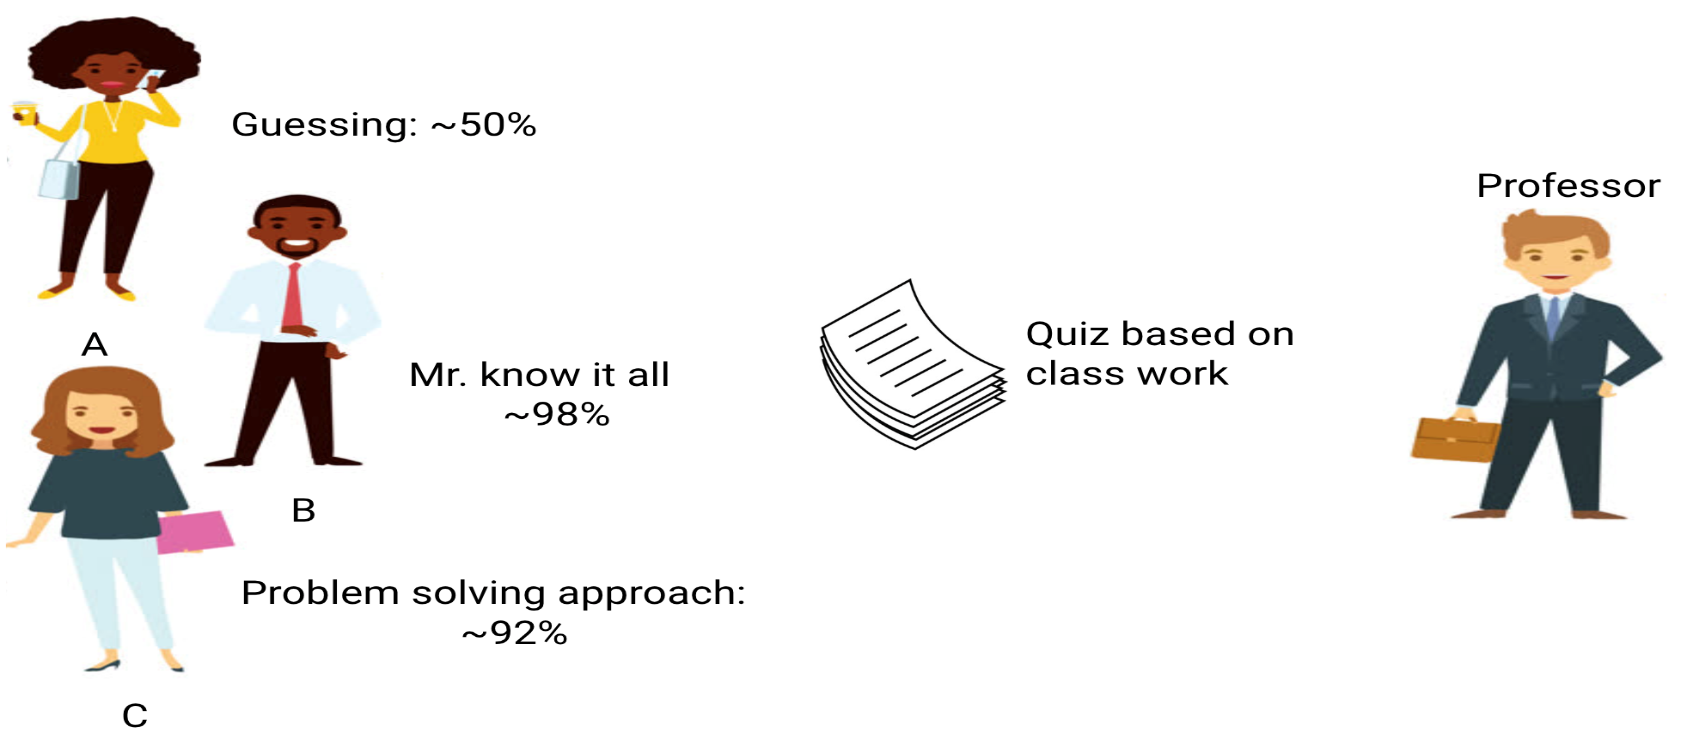 Guessing: ~50%
A
Mr. know it all
~98%
B
Problem solving approach:
~92%
C
Quiz based on
class work
Professor